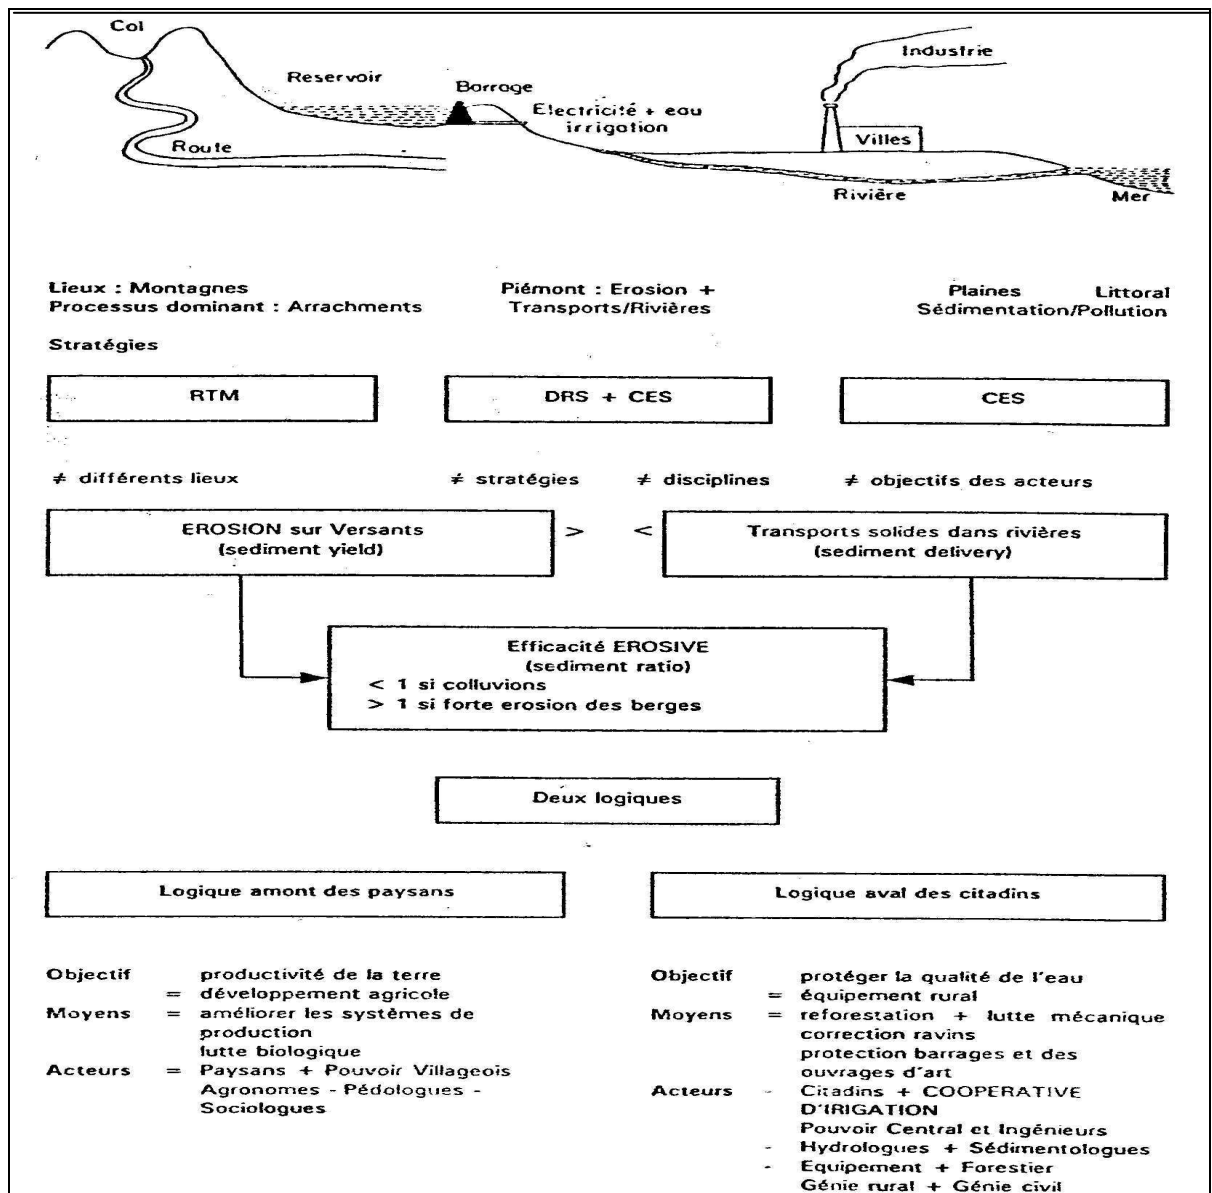 Col
Industrie
Reservoir
Barrage
Electricité + eau
irrigation
Route
Villes
Rivière
Mer
Lieux : Montagnes
Processus dominant : Arrachments
Piémont : Erosion +
Transports/Rivières
Plaines Littoral
Sédimentation/Pollution
Stratégies
RTM
DRS + CES
CES
≠ différents lieux
≠ stratégies
≠ disciplines
≠ objectifs des acteurs
EROSION sur Versants
(sediment yield)
> <
Transports solides dans rivières
(sediment delivery)
Efficacité EROSIVE
(sediment ratio)
< 1 si colluvions
> 1 si forte erosion des berges
Deux logiques
Logique amont des paysans
Objectif productivité de la terre
= développement agricole
Moyens = améliorer les systèmes de
production
lutte biologique
Acteurs = Paysans + Pouvoir Villageois
Agronomes - Pédologues -
Sociologues
Logique aval des citadins
Objectif protéger la qualité de l'eau
= équipement rural
Moyens = reforestation + lutte mécanique
correction ravins
protection barrages et des
ouvrages d'art
Acteurs - Citadins + COOPERATIVE
D'IRIGATION
Pouvoir Central et Ingénieurs
- Hydrologues + Sédimentologues
- Equipement + Forestier
Génie rural + Génie civil